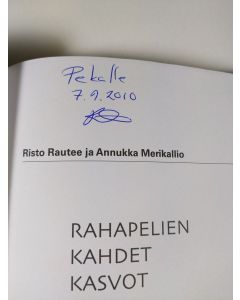 Pekalle
7.9.2010
Risto Rautee ja Annukka Merikallio
RAHAPELIEN
KAHDET
KASVOT